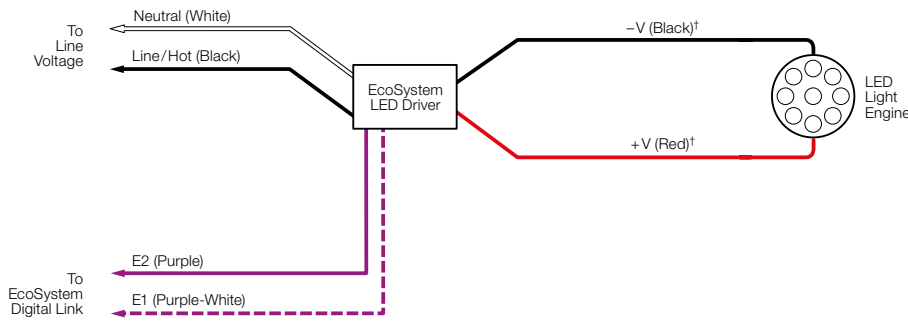 To
Line
Voltage
Neutral (White)
Line/Hot (Black)
EcoSystem
LED Driver
–V (Black)†
+V (Red)†
LED
Light
Engine
To
EcoSystem
Digital Link
E2 (Purple)
E1 (Purple-White)